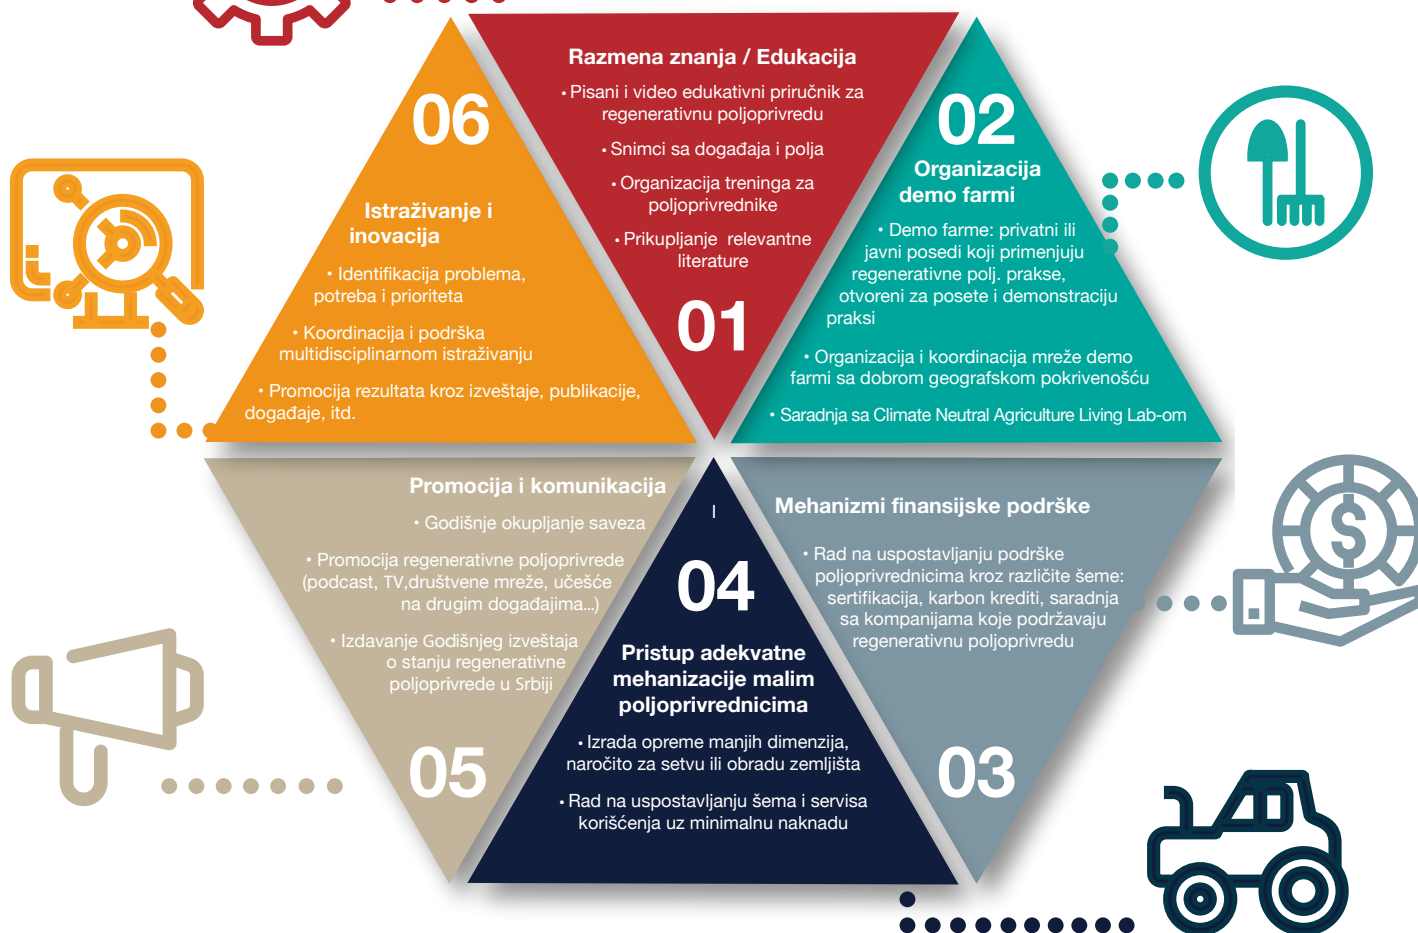 Razmena znanja / Edukacija
• Pisani i video edukativni priručnik za
regenerativnu poljoprivredu
• Snimci sa događaja i polja
• Organizacija treninga za
poljoprivrednike
• Prikupljanje relevantne
literature
01
02
Organizacija
demo farmi
• Demo farme: privatni ili
javni posedi koji primenjuju
regenerativne polj. prakse,
otvoreni za posete i demonstraciju
praksi
• Organizacija i koordinacija mreže demo
farmi sa dobrom geografskom pokrivenošću
• Saradnja sa Climate Neutral Agriculture Living Lab-om
Mehanizmi finansijske podrške
• Rad na uspostavljanju podrške
poljoprivrednicima kroz različite šeme:
sertifikacija, karbon krediti, saradnja
sa kompanijama koje podržavaju
regenerativnu poljoprivredu
03
I
04
Pristup adekvatne
mehanizacije malim
poljoprivrednicima
• Izrada opreme manjih dimenzija,
naročito za setvu ili obradu zemljišta
• Rad na uspostavljanju šema i servisa
korišćenja uz minimalnu naknadu
Promocija i komunikacija
• Godišnje okupljanje saveza
• Promocija regenerativne poljoprivrede
(podcast, TV,društvene mreže, učešće
na drugim događajima...)
• Izdavanje Godišnjeg izveštaja
o stanju regenerativne
poljoprivrede u Srbiji
05
06
Istraživanje i
inovacija
• Identifikacija problema,
potreba i prioriteta
• Koordinacija i podrška
multidisciplinarnom istraživanju
• Promocija rezultata kroz izveštaje, publikacije,
događaje, itd.
$